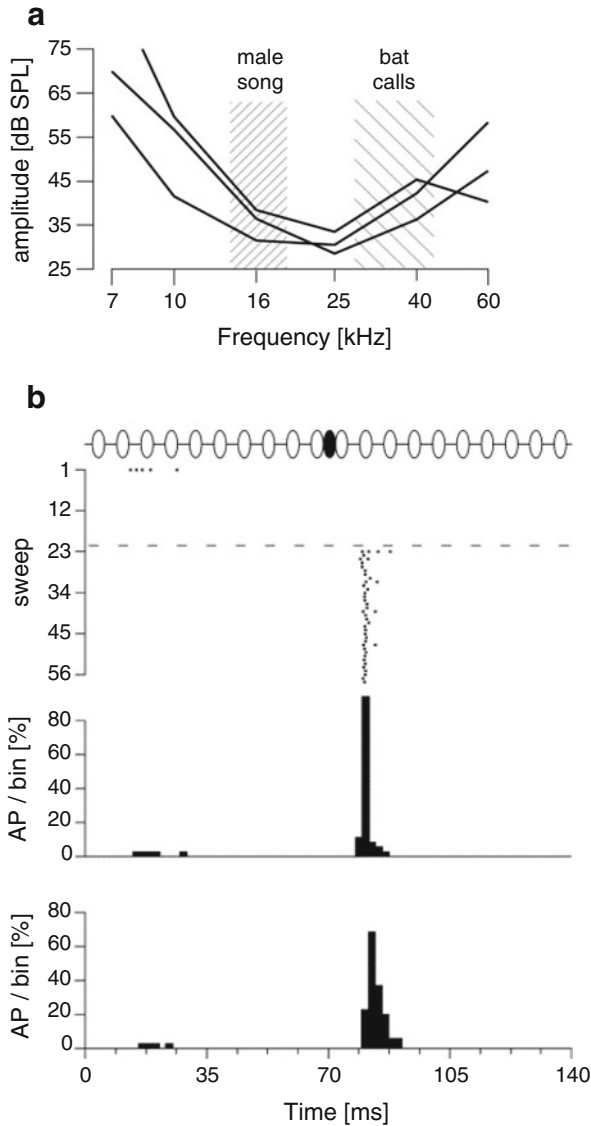 a
amplitude [dB SPL]
75
65
55
45
35
25
male
song
bat
calls
7 10 16 25 40 60
Frequency [kHz]
b
sweep
1
12
23
34
45
56
AP / bin [%]
80
60
40
20
0
AP / bin [%]
80
60
40
20
0
0 35 70 105 140
Time [ms]